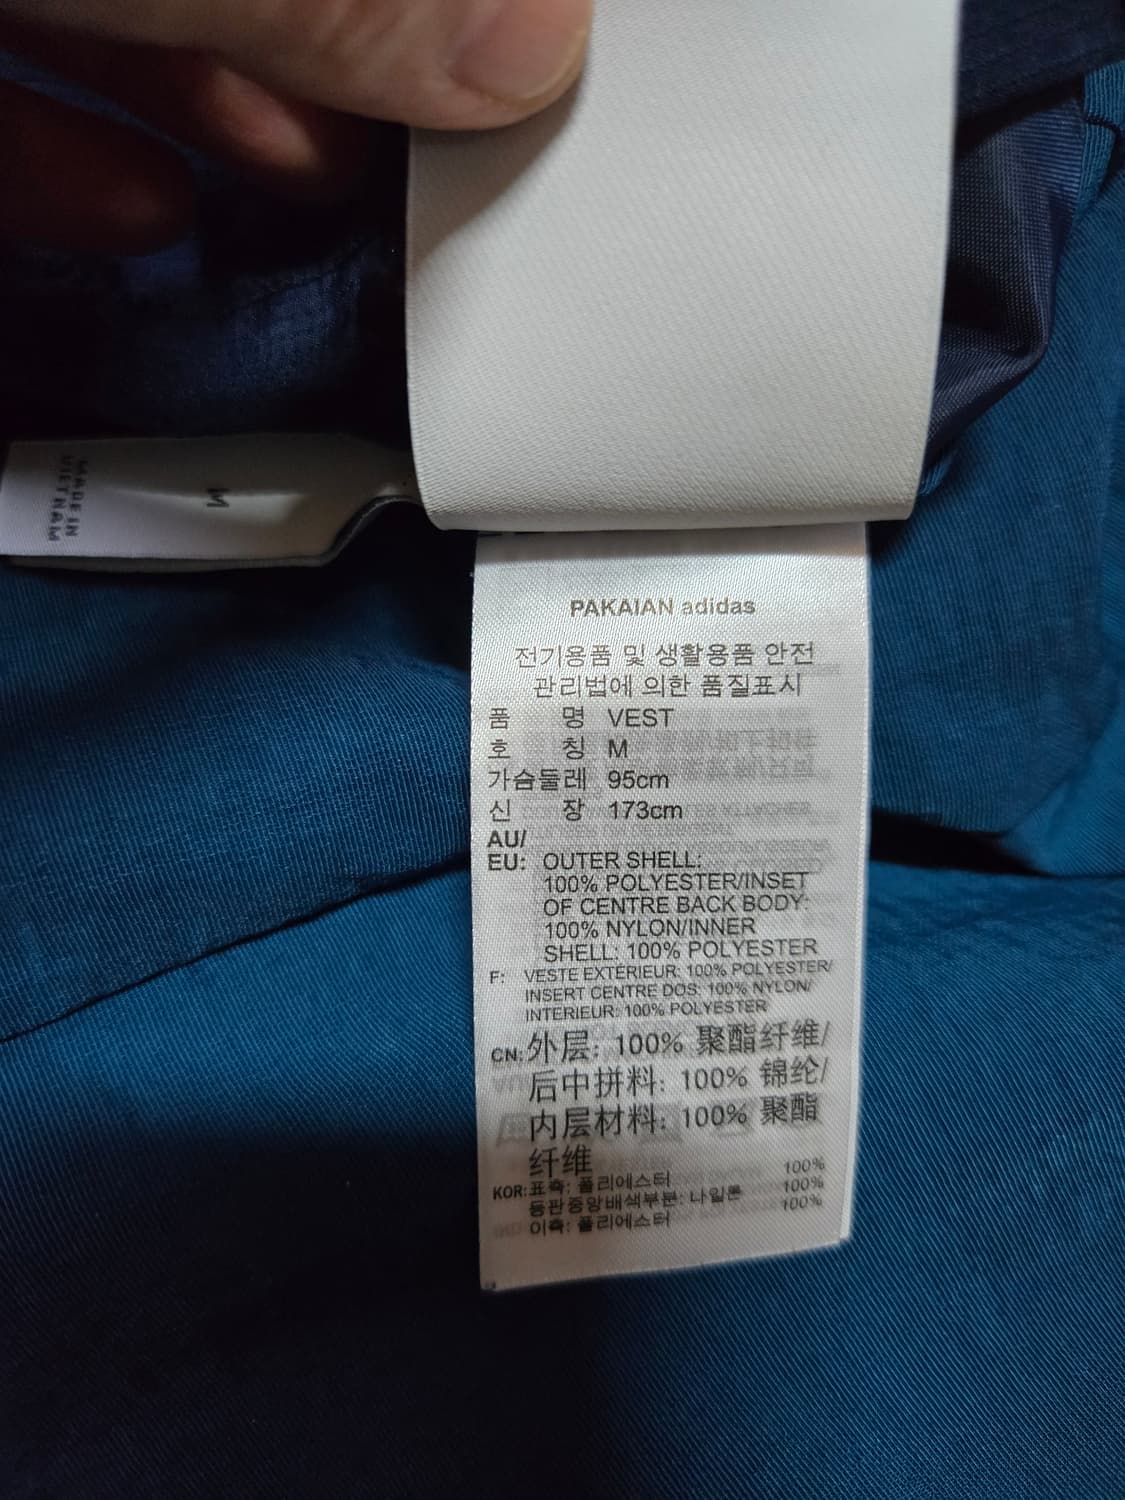 MADE IN
VIETNAM
M
PAKAIAN adidas
전기용품 및 생활용품 안전
관리법에 의한 품질표시
품 명 VEST
호 칭 M
가슴둘레 95cm
신 장 173cm
AU/
EU: OUTER SHELL:
100% POLYESTER/INSET
OF CENTRE BACK BODY:
100% NYLON/INNER
SHELL: 100% POLYESTER
F: VESTE EXTÉRIEUR: 100% POLYESTER/
INSERT CENTRE DOS: 100% NYLON/
INTERIEUR: 100% POLYESTER
CN: 外层: 100% 聚酯纤维/
后中拼料: 100% 锦纶/
内层材料: 100% 聚酯
纤维
KOR: 표측: 폴리에스터 100%
등판중앙배색부분: 나일론 100%
이측: 폴리에스터 100%